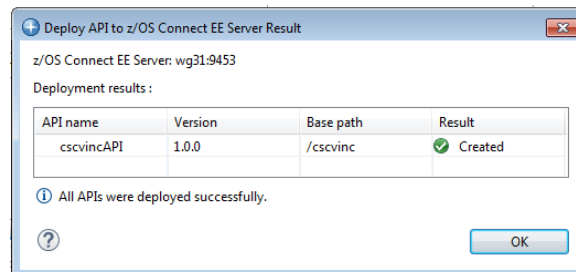 Deploy API to z/OS Connect EE Server Result
z/OS Connect EE Server: wg31:9453
Deployment results :
API name Version Base path Result
cscvincAPI 1.0.0 /cscvinc Created
All APIs were deployed successfully.
OK